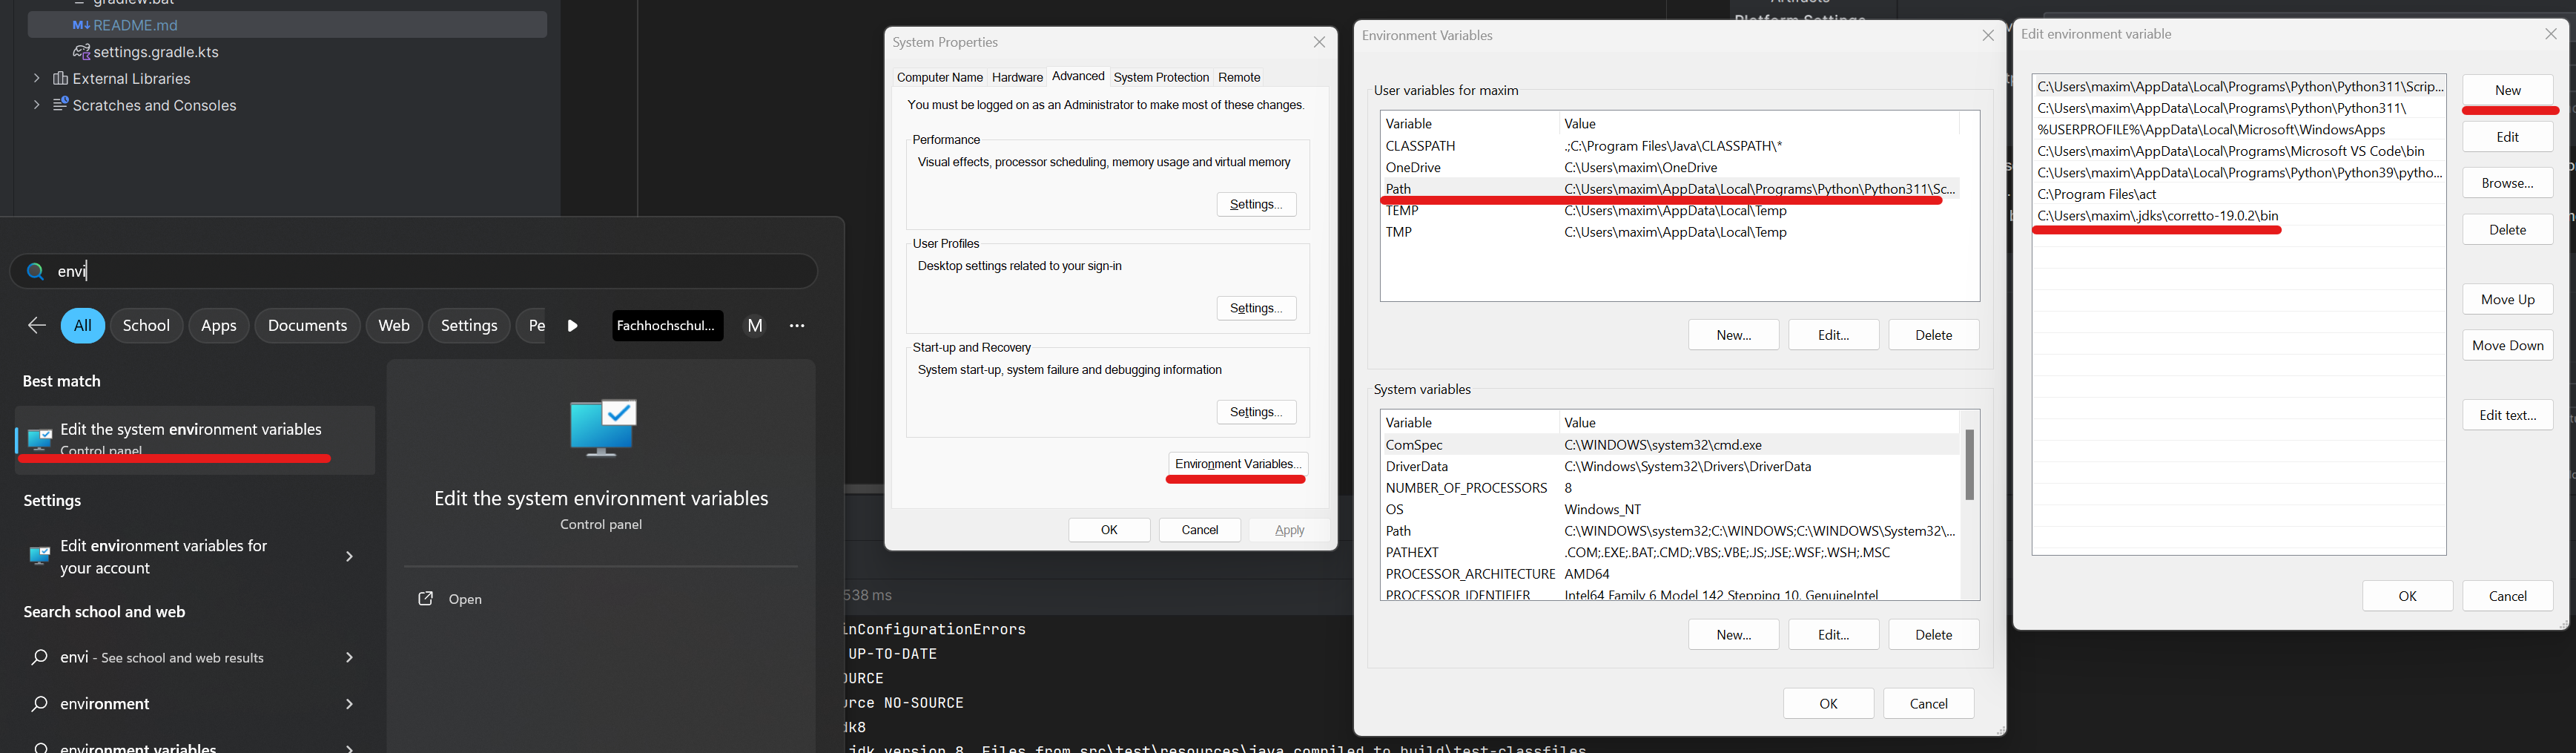 gradlew.bat
README.md
settings.gradle.kts
External Libraries
Scratches and Consoles
envi
All School Apps Documents Web Settings Pe Fachhochschul... M ...
Best match
Edit the system environment variables
Control panel
Settings
Edit environment variables for
your account
Search school and web
envi - See school and web results
environment
environment variables
Edit the system environment variables
Control panel
Open
538 ms
inConfigurationErrors
UP-TO-DATE
OURCE
urce NO-SOURCE
dk8
jdk version 8. Files from src\test\resources\java compiled to build\test-classfiles
System Properties
Computer Name Hardware Advanced System Protection Remote
You must be logged on as an Administrator to make most of these changes.
Performance
Visual effects, processor scheduling, memory usage and virtual memory
Settings...
User Profiles
Desktop settings related to your sign-in
Settings...
Start-up and Recovery
System start-up, system failure and debugging information
Settings...
Environment Variables...
OK Cancel Apply
Environment Variables
User variables for maxim
Variable Value
CLASSPATH .;C:\Program Files\Java\CLASSPATH\*
OneDrive C:\Users\maxim\OneDrive
Path C:\Users\maxim\AppData\Local\Programs\Python\Python311\Sc...
TEMP C:\Users\maxim\AppData\Local\Temp
TMP C:\Users\maxim\AppData\Local\Temp
New... Edit... Delete
System variables
Variable Value
ComSpec C:\WINDOWS\system32\cmd.exe
DriverData C:\Windows\System32\Drivers\DriverData
NUMBER_OF_PROCESSORS 8
OS Windows_NT
Path C:\WINDOWS\system32;C:\WINDOWS;C:\WINDOWS\System32\...
PATHEXT .COM;.EXE;.BAT;.CMD;.VBS;.VBE;.JS;.JSE;.WSF;.WSH;.MSC
PROCESSOR_ARCHITECTURE AMD64
PROCESSOR_IDENTIFIER Intel64 Family 6 Model 142 Stepping 10, GenuineIntel
New... Edit... Delete
OK Cancel
Artifacts
Platform Settings
Edit environment variable
C:\Users\maxim\AppData\Local\Programs\Python\Python311\Scrip...
C:\Users\maxim\AppData\Local\Programs\Python\Python311\
%USERPROFILE%\AppData\Local\Microsoft\WindowsApps
C:\Users\maxim\AppData\Local\Programs\Microsoft VS Code\bin
C:\Users\maxim\AppData\Local\Programs\Python\Python39\pytho...
C:\Program Files\act
C:\Users\maxim\.jdks\corretto-19.0.2\bin
New
Edit
Browse...
Delete
Move Up
Move Down
Edit text...
OK Cancel